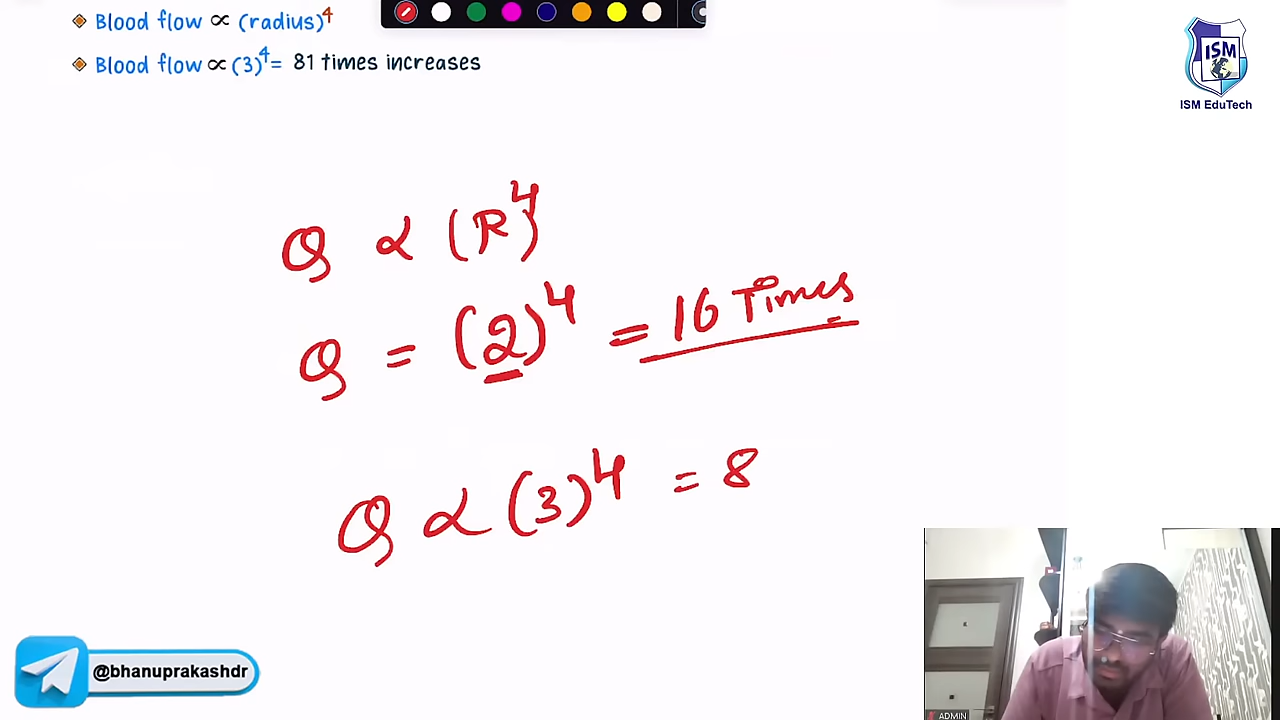 Blood flow ∝ (radius)⁴
Blood flow ∝ (3)⁴ = 81 times increases
ISM
ISM EduTech
Q ∝ (R)⁴
Q = (2)⁴ = 16 Times
Q ∝ (3)⁴ = 8
@bhanuprakashdr
ADMIN